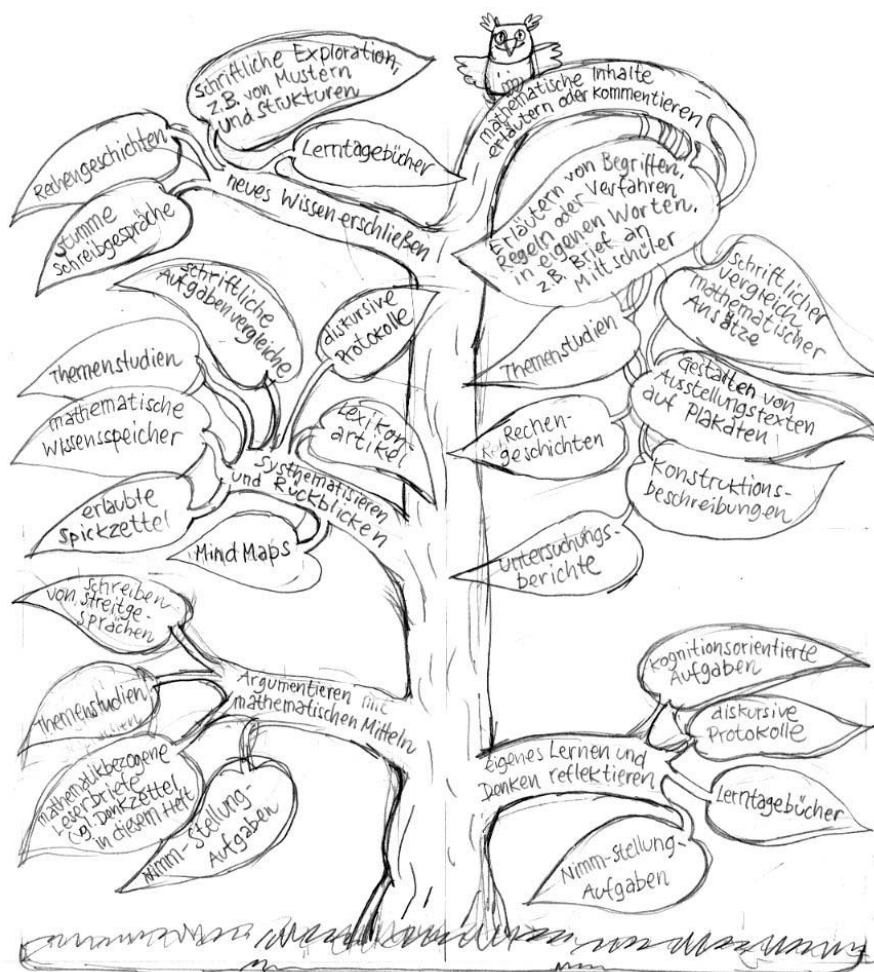 schriftliche Exploration,
z.B. von Mustern
und Strukturen
Rechengeschichten
Lerntagebücher
stumme
Schreibgespräche
neues Wissen erschließen
mathematische Inhalte
erläutern oder kommentieren
Erläutern von Begriffen,
Regeln oder Verfahren
in eigenen Worten,
z.B. Brief an
Mitschüler
Schriftlicher
Vergleich
mathematischer
Ansätze
Themenstudien
Gestalten von
Ausstellungstexten
auf Plakaten
Rechen-
geschichten
Konstruktions-
beschreibungen
Untersuchungs-
berichte
schriftliche
Aufgabenvergleiche
diskursive
Protokolle
Themenstudien
mathematische
Wissensspeicher
Lexikon-
artikel
erlaubte
Spickzettel
Mind Maps
Systhematisieren
und Rückblicken
Schreiben
von Streitge-
sprächen
Themenstudien
mathematikbezogene
Leserbriefe
(vgl. Denkzettel
in diesem Heft
Nimm-Stellung-
Aufgaben
Argumentieren mit
mathematischen Mitteln
kognitionsorientierte
Aufgaben
diskursive
Protokolle
Lerntagebücher
Nimm-Stellung-
Aufgaben
eigenes Lernen und
Denken reflektieren